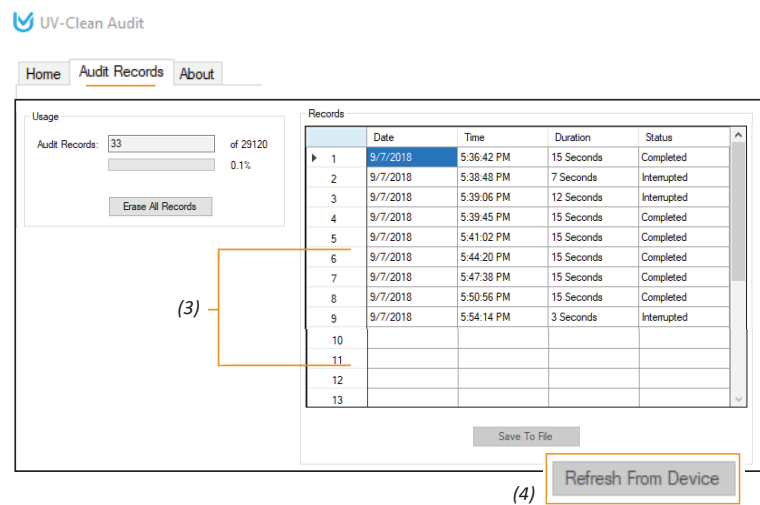 UV-Clean Audit
Home Audit Records About
Usage
Audit Records: 33 of 29120
0.1%
Erase All Records
Records
Date Time Duration Status
1 9/7/2018 5:36:42 PM 15 Seconds Completed
2 9/7/2018 5:38:48 PM 7 Seconds Interrupted
3 9/7/2018 5:39:06 PM 12 Seconds Interrupted
4 9/7/2018 5:39:45 PM 15 Seconds Completed
5 9/7/2018 5:41:02 PM 15 Seconds Completed
6 9/7/2018 5:44:20 PM 15 Seconds Completed
7 9/7/2018 5:47:38 PM 15 Seconds Completed
8 9/7/2018 5:50:56 PM 15 Seconds Completed
9 9/7/2018 5:54:14 PM 3 Seconds Interrupted
10
11
12
13
(3)
Save To File
Refresh From Device
(4)